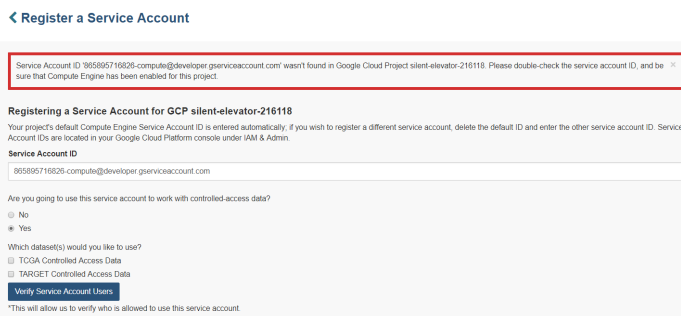 Register a Service Account
Service Account ID '865895716826-compute@developer.gserviceaccount.com' wasn't found in Google Cloud Project silent-elevator-216118. Please double-check the service account ID, and be
sure that Compute Engine has been enabled for this project.
Registering a Service Account for GCP silent-elevator-216118
Your project's default Compute Engine Service Account ID is entered automatically; if you wish to register a different service account, delete the default ID and enter the other service account ID. Service
Account IDs are located in your Google Cloud Platform console under IAM & Admin.
Service Account ID
865895716826-compute@developer.gserviceaccount.com
Are you going to use this service account to work with controlled-access data?
No
Yes
Which dataset(s) would you like to use?
TCGA Controlled Access Data
TARGET Controlled Access Data
Verify Service Account Users
*This will allow us to verify who is allowed to use this service account